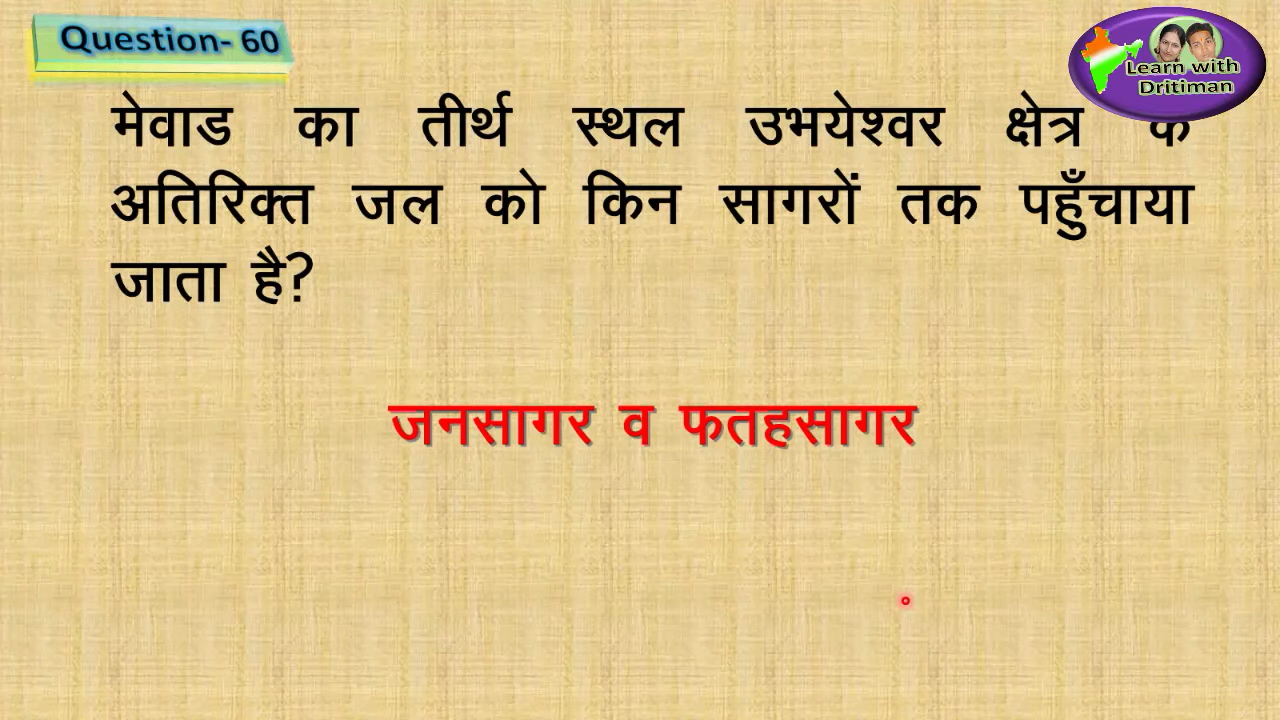 Question- 60
Learn with
Dritiman
मेवाड का तीर्थ स्थल उभयेश्वर क्षेत्र के
अतिरिक्त जल को किन सागरों तक पहुँचाया
जाता है?
जनसागर व फतहसागर